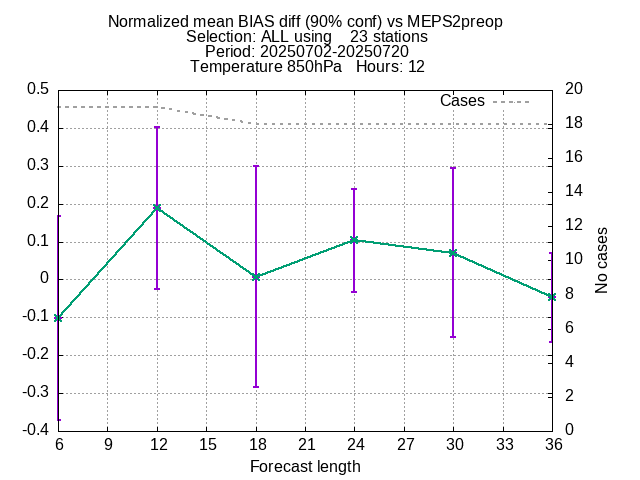 Normalized mean BIAS diff (90% conf) vs MEPS2preop
Selection: ALL using    23 stations
Period: 20250702-20250720
Temperature 850hPa   Hours: 12
Cases
0.5
0.4
0.3
0.2
0.1
0
-0.1
-0.2
-0.3
-0.4
20
18
16
14
12
10
8
6
4
2
0
No cases
6 9 12 15 18 21 24 27 30 33 36
Forecast length